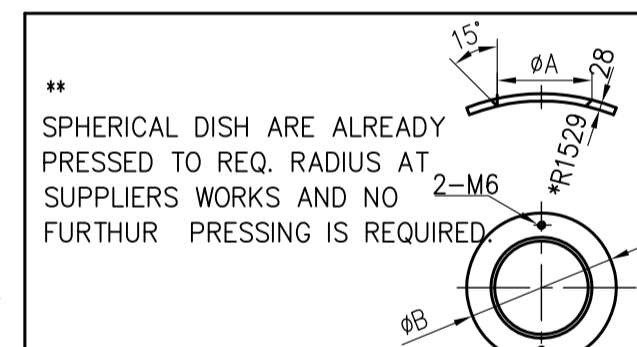 **
SPHERICAL DISH ARE ALREADY
PRESSED TO REQ. RADIUS AT
SUPPLIERS WORKS AND NO
FURTHUR PRESSING IS REQUIRED.
15°
øA
28
*R1529
2-M6
øB